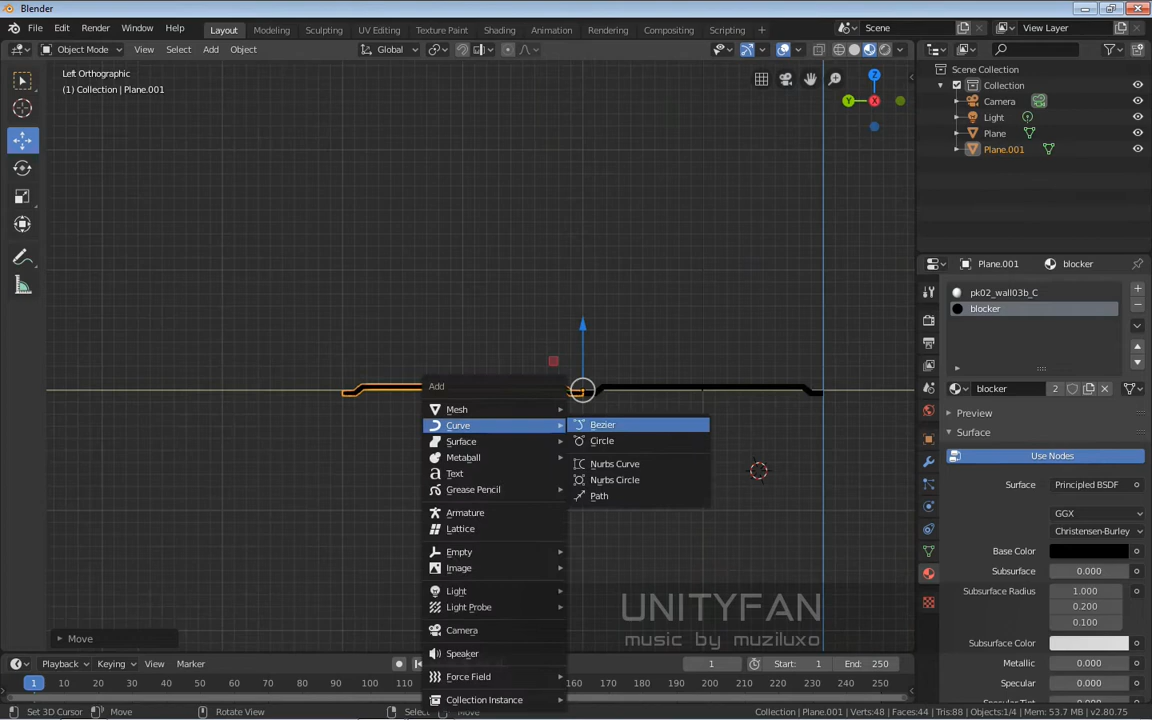 Blender
File Edit Render Window Help Layout Modeling Sculpting UV Editing Texture Paint Shading Animation Rendering Compositing Scripting + Scene View Layer
Object Mode View Select Add Object Global
Left Orthographic
(1) Collection | Plane.001
Z
Y X
Scene Collection
Collection
Camera
Light
Plane
Plane.001
Plane.001 blocker
pk02_wall03b_C
blocker
blocker 2
Preview
Surface
Use Nodes
Surface: Principled BSDF
GGX
Christensen-Burley
Base Color
Subsurface: 0.000
Subsurface Radius 1.000
0.200
0.100
Subsurface Color
Metallic 0.000
Specular 0.000
Add
Mesh
Curve
Surface
Metaball
Text
Grease Pencil
Armature
Lattice
Empty
Image
Light
Light Probe
Camera
Speaker
Force Field
Collection Instance
Bezier
Circle
Nurbs Curve
Nurbs Circle
Path
UNITYFAN
music by muziluxo
Move
Playback Keying View Marker 1 Start: 1 End: 250
1 10 20 30 40 50 60 70 80 90 100 110 160 170 180 190 200 210 220 230 240 250
Set 3D Cursor Move Rotate View Select Move Collection | Plane.001 | Verts:48 | Faces:44 | Tris:88 | Objects:1/4 | Mem: 53.7 MB | v2.80.75